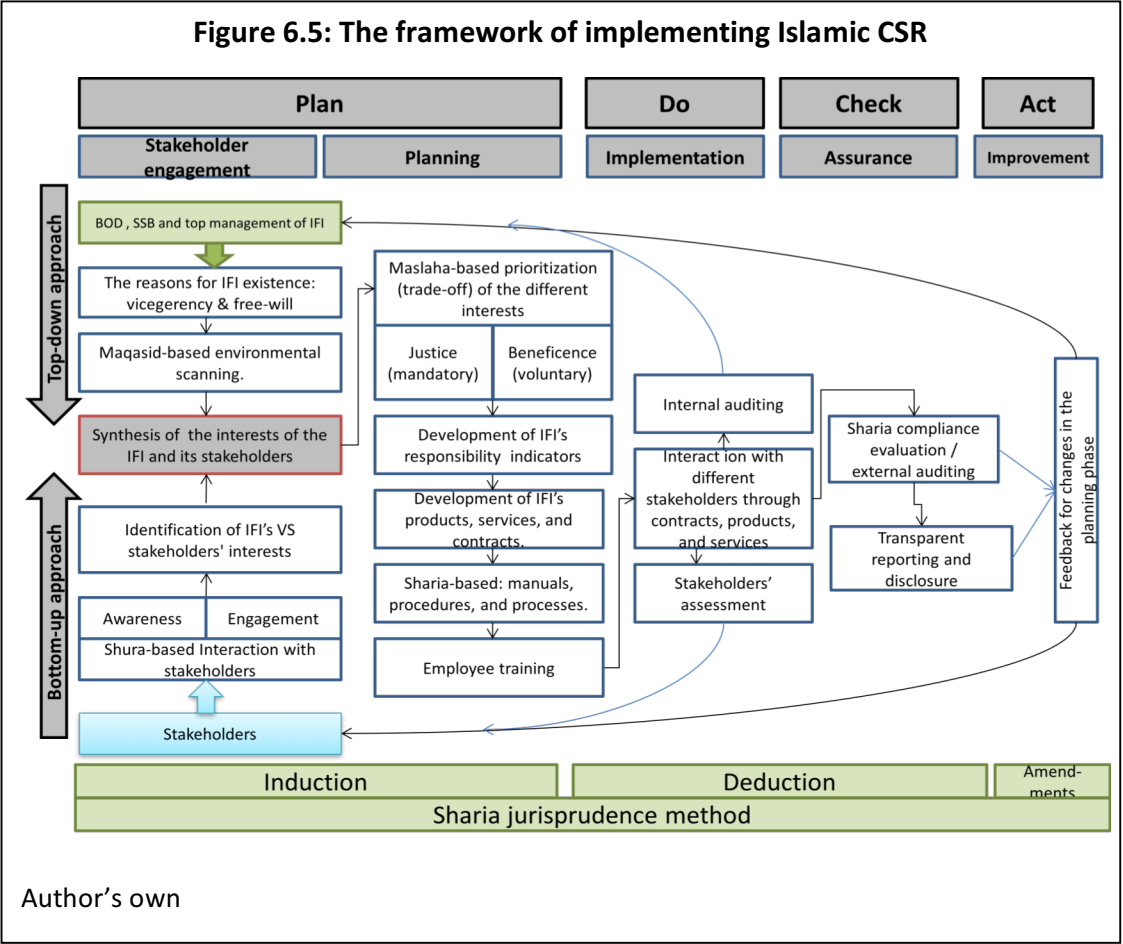 Figure 6.5: The framework of implementing Islamic CSR
Plan
Do
Check
Act
Stakeholder
engagement
Planning
Implementation
Assurance
Improvement
Top-down approach
Bottom-up approach
BOD , SSB and top management of IFI
The reasons for IFI existence:
vicegerency & free-will
Maqasid-based environmental
scanning.
Synthesis of the interests of the
IFI and its stakeholders
Identification of IFI's VS
stakeholders' interests
Awareness
Engagement
Shura-based Interaction with
stakeholders
Stakeholders
Maslaha-based prioritization
(trade-off) of the different
interests
Justice
(mandatory)
Beneficence
(voluntary)
Development of IFI's
responsibility indicators
Development of IFI's
products, services, and
contracts.
Sharia-based: manuals,
procedures, and processes.
Employee training
Internal auditing
Interact ion with
different
stakeholders through
contracts, products,
and services
Stakeholders'
assessment
Sharia compliance
evaluation /
external auditing
Transparent
reporting and
disclosure
Feedback for changes in the
planning phase
Induction
Deduction
Amend-
ments
Sharia jurisprudence method
Author's own